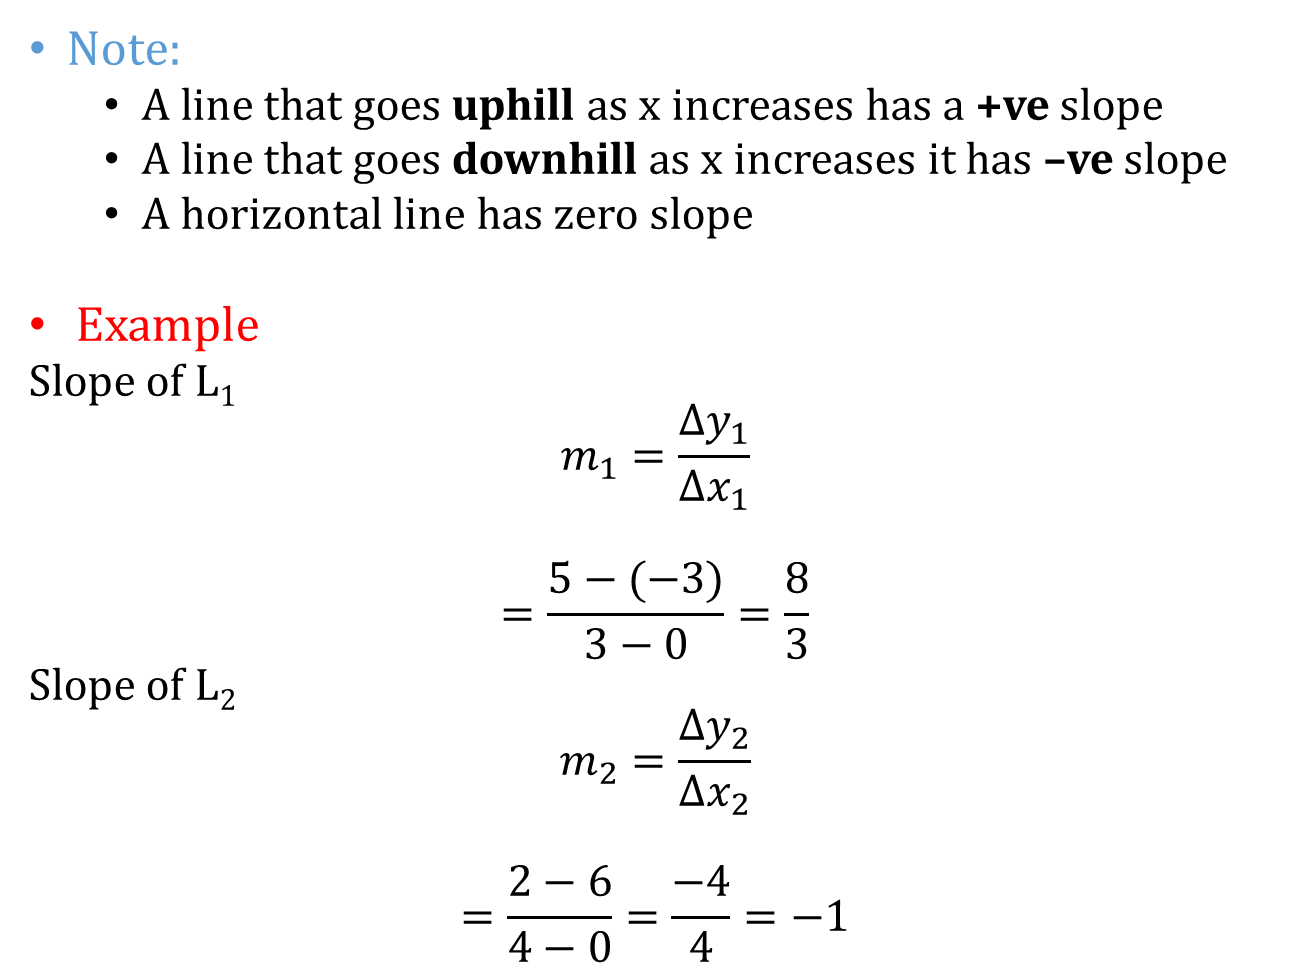 • Note:
• A line that goes uphill as x increases has a +ve slope
• A line that goes downhill as x increases it has –ve slope
• A horizontal line has zero slope
• Example
Slope of L₁
m₁ = Δy₁ / Δx₁
= (5 − (−3)) / (3 − 0) = 8/3
Slope of L₂
m₂ = Δy₂ / Δx₂
= (2 − 6) / (4 − 0) = −4/4 = −1